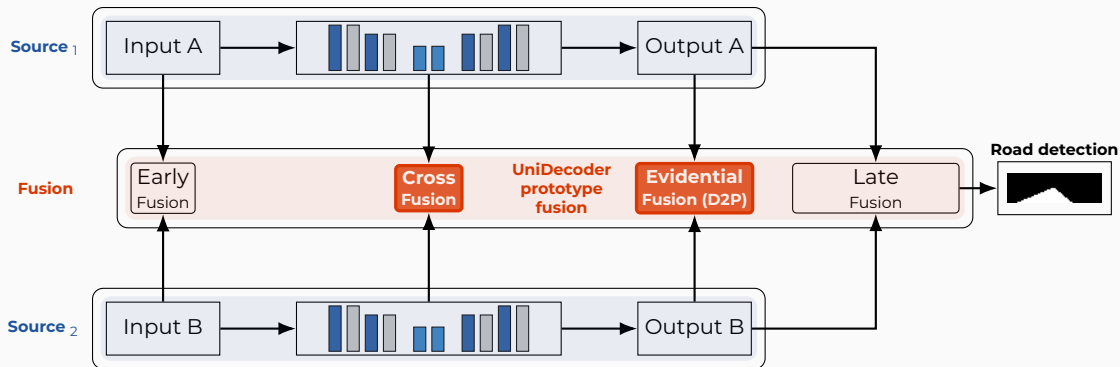 Source 1
Input A
Output A
Road detection
Fusion
Early
Fusion
Cross
Fusion
UniDecoder
prototype
fusion
Evidential
Fusion (D2P)
Late
Fusion
Source 2
Input B
Output B